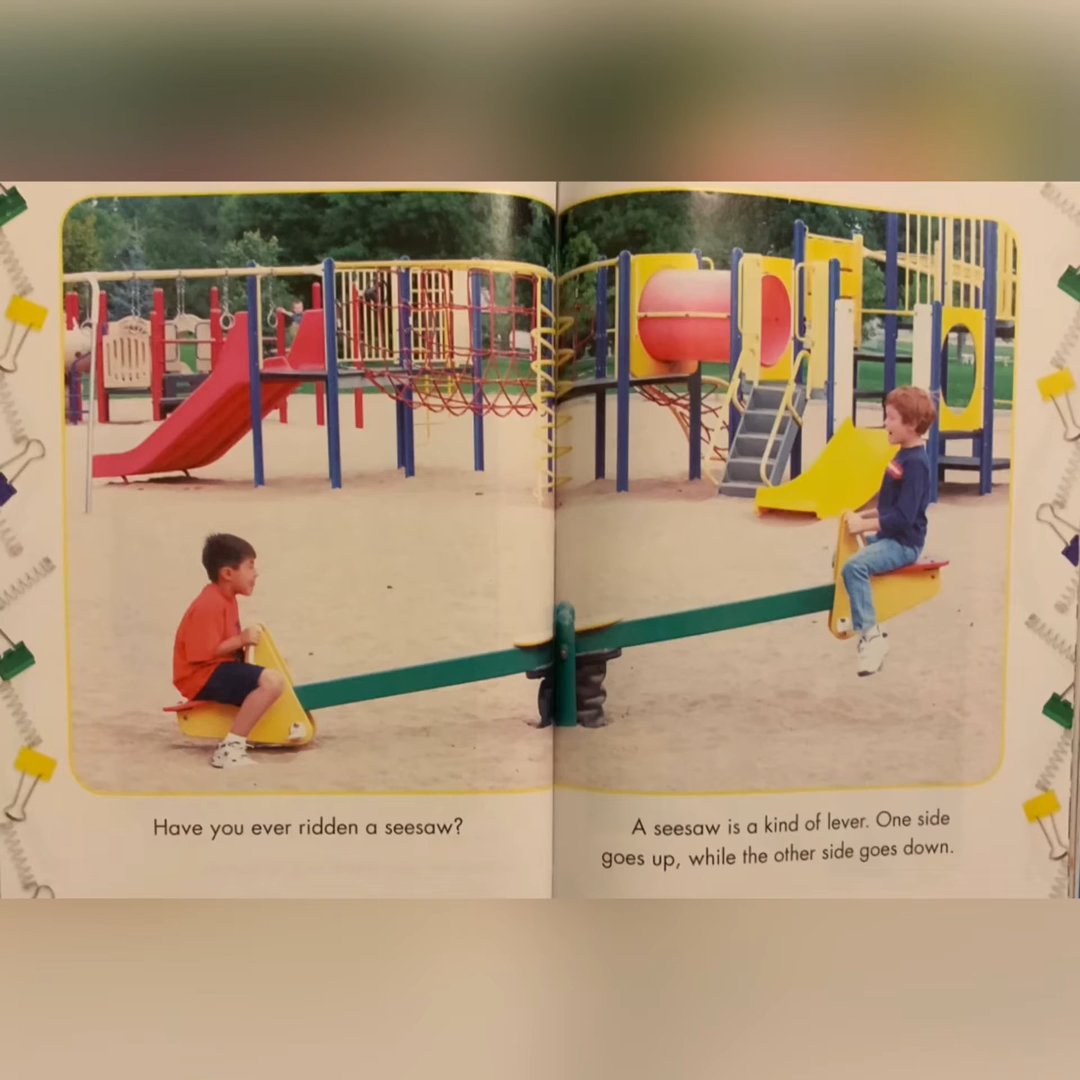 Have you ever ridden a seesaw?
A seesaw is a kind of lever. One side
goes up, while the other side goes down.